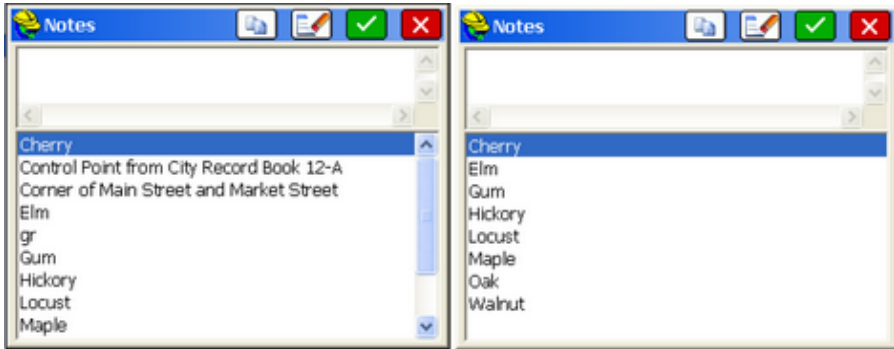 Notes
Cherry
Control Point from City Record Book 12-A
Corner of Main Street and Market Street
Elm
gr
Gum
Hickory
Locust
Maple
Notes
Cherry
Elm
Gum
Hickory
Locust
Maple
Oak
Walnut